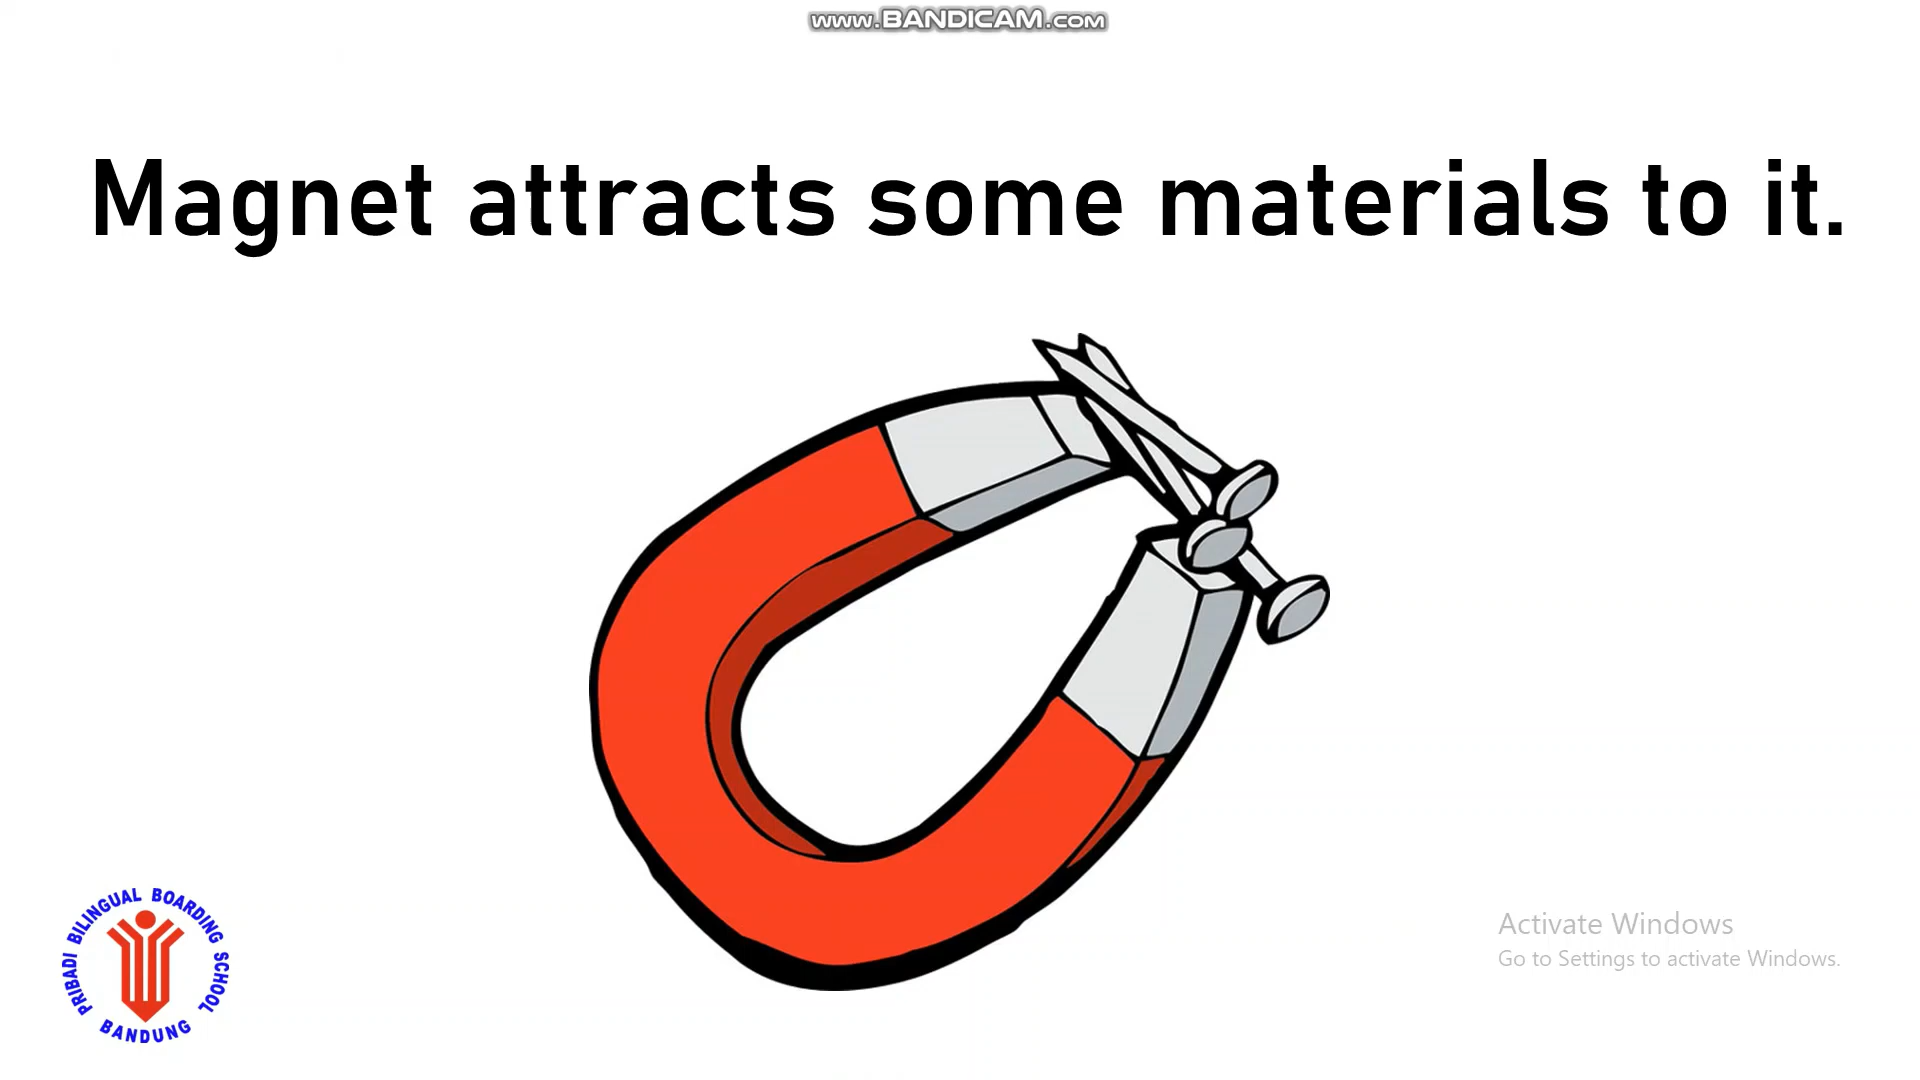 www.BANDICAM.com
Magnet attracts some materials to it.
PRIBADI BILINGUAL BOARDING SCHOOL
BANDUNG
Activate Windows
Go to Settings to activate Windows.